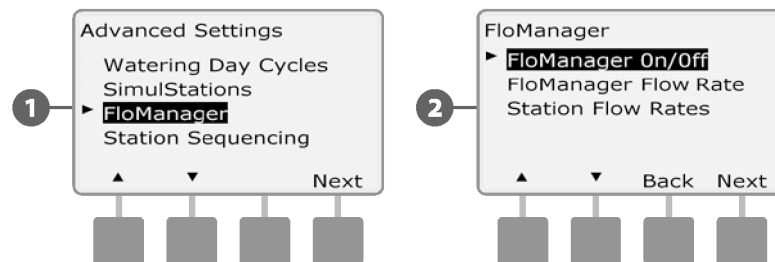 Advanced Settings
Watering Day Cycles
SimulStations
► FloManager
Station Sequencing
▲ ▼ Next
1
FloManager
► FloManager On/Off
FloManager Flow Rate
Station Flow Rates
▲ ▼ Back Next
2